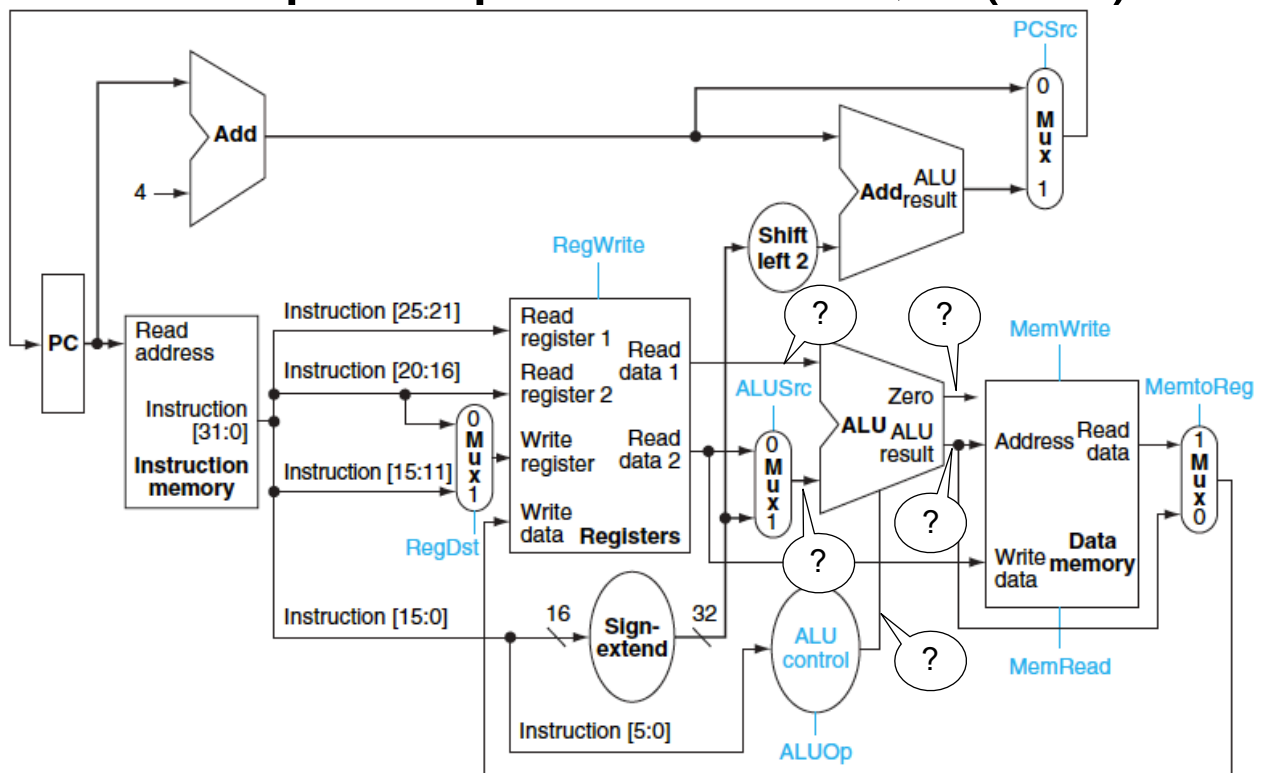 PCSrc
0
M
u
x
1
Add
4
Add
ALU
result
Shift
left 2
RegWrite
PC
Read
address
Instruction
[31:0]
Instruction
memory
Instruction [25:21]
Instruction [20:16]
Instruction [15:11]
0
M
u
x
1
RegDst
Read
register 1
Read
register 2
Write
register
Write
data
Read
data 1
Read
data 2
Registers
ALUSrc
0
M
u
x
1
?
?
Zero
ALU
ALU
result
?
?
?
MemWrite
Address
Read
data
Write
data
Data
memory
MemRead
MemtoReg
1
M
u
x
0
Instruction [15:0]
16
Sign-
extend
32
ALU
control
Instruction [5:0]
ALUOp